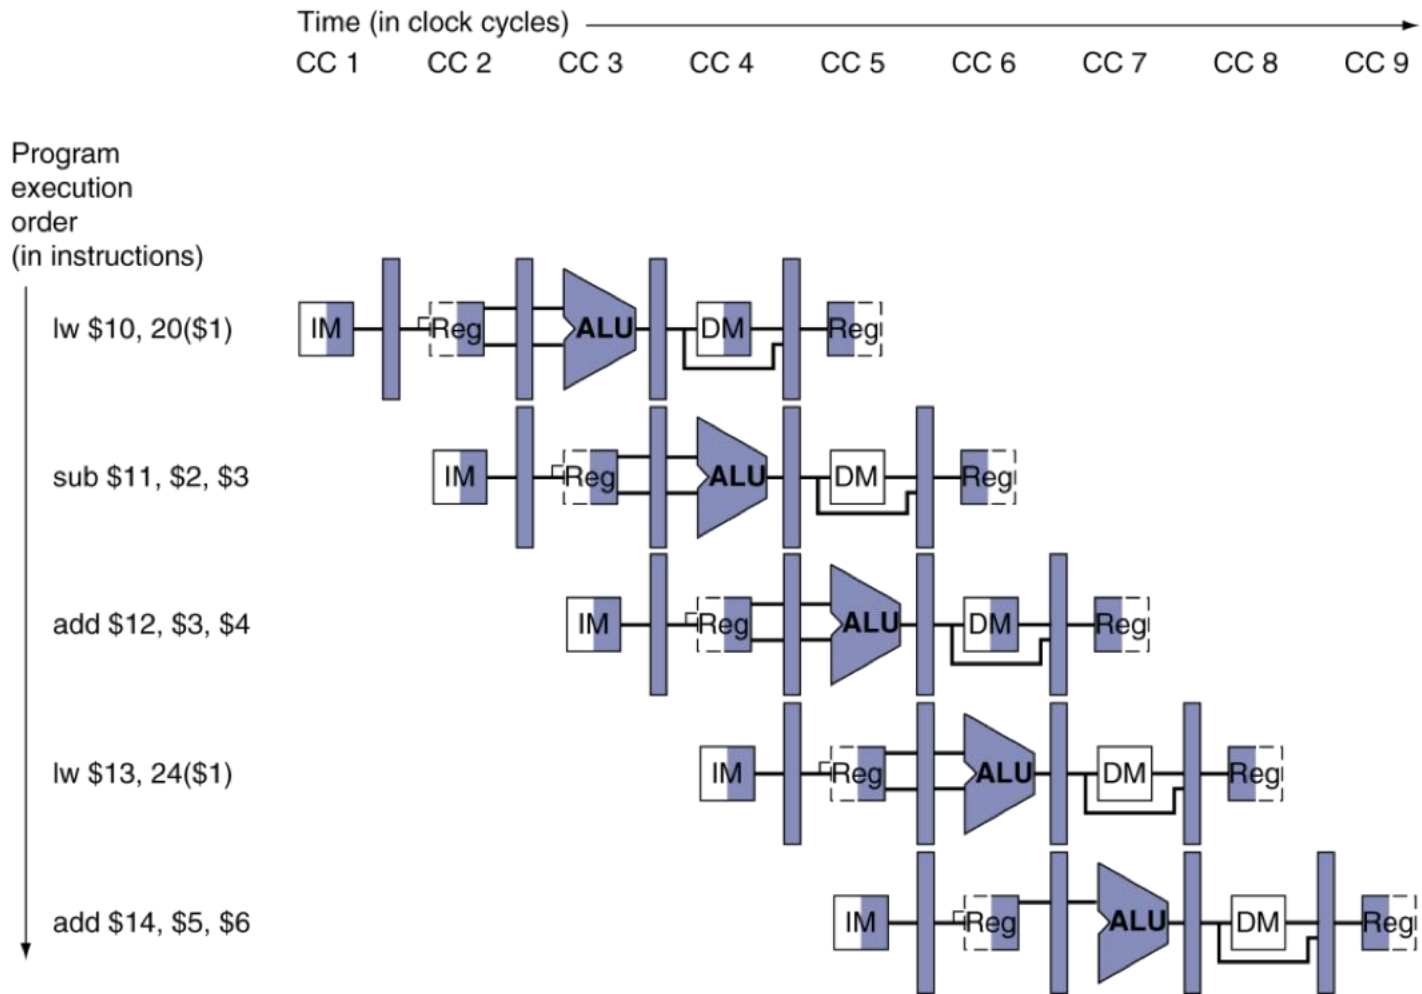 Time (in clock cycles)
CC 1 CC 2 CC 3 CC 4 CC 5 CC 6 CC 7 CC 8 CC 9
Program
execution
order
(in instructions)
lw $10, 20($1) IM Reg ALU DM Reg
sub $11, $2, $3 IM Reg ALU DM Reg
add $12, $3, $4 IM Reg ALU DM Reg
lw $13, 24($1) IM Reg ALU DM Reg
add $14, $5, $6 IM Reg ALU DM Reg